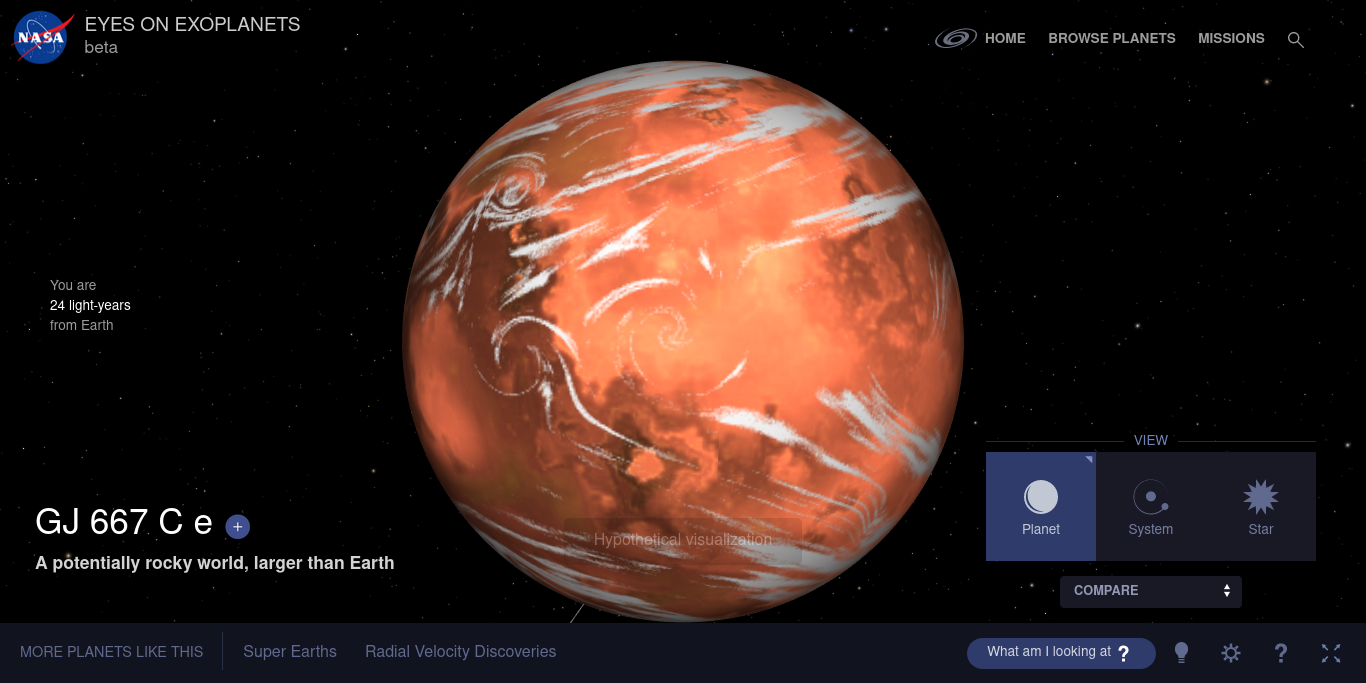 NASA
EYES ON EXOPLANETS
beta
HOME
BROWSE PLANETS
MISSIONS
You are
24 light-years
from Earth
VIEW
Planet
System
Star
COMPARE
GJ 667 C e +
A potentially rocky world, larger than Earth
Hypothetical visualization
MORE PLANETS LIKE THIS
Super Earths
Radial Velocity Discoveries
What am I looking at ?
?